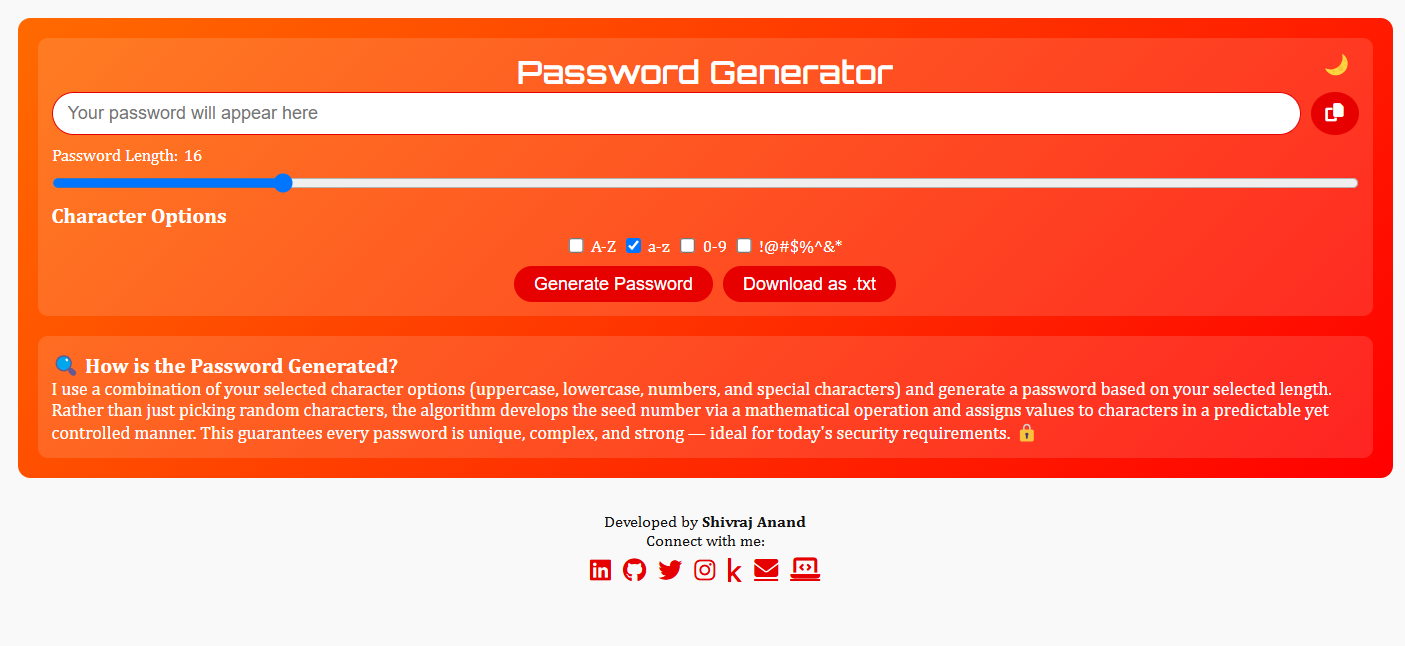 Password Generator
Your password will appear here
Password Length: 16
Character Options
A-Z a-z 0-9 !@#$%^&*
Generate Password Download as .txt
How is the Password Generated?
I use a combination of your selected character options (uppercase, lowercase, numbers, and special characters) and generate a password based on your selected length.
Rather than just picking random characters, the algorithm develops the seed number via a mathematical operation and assigns values to characters in a predictable yet
controlled manner. This guarantees every password is unique, complex, and strong — ideal for today's security requirements.
Developed by Shivraj Anand
Connect with me: